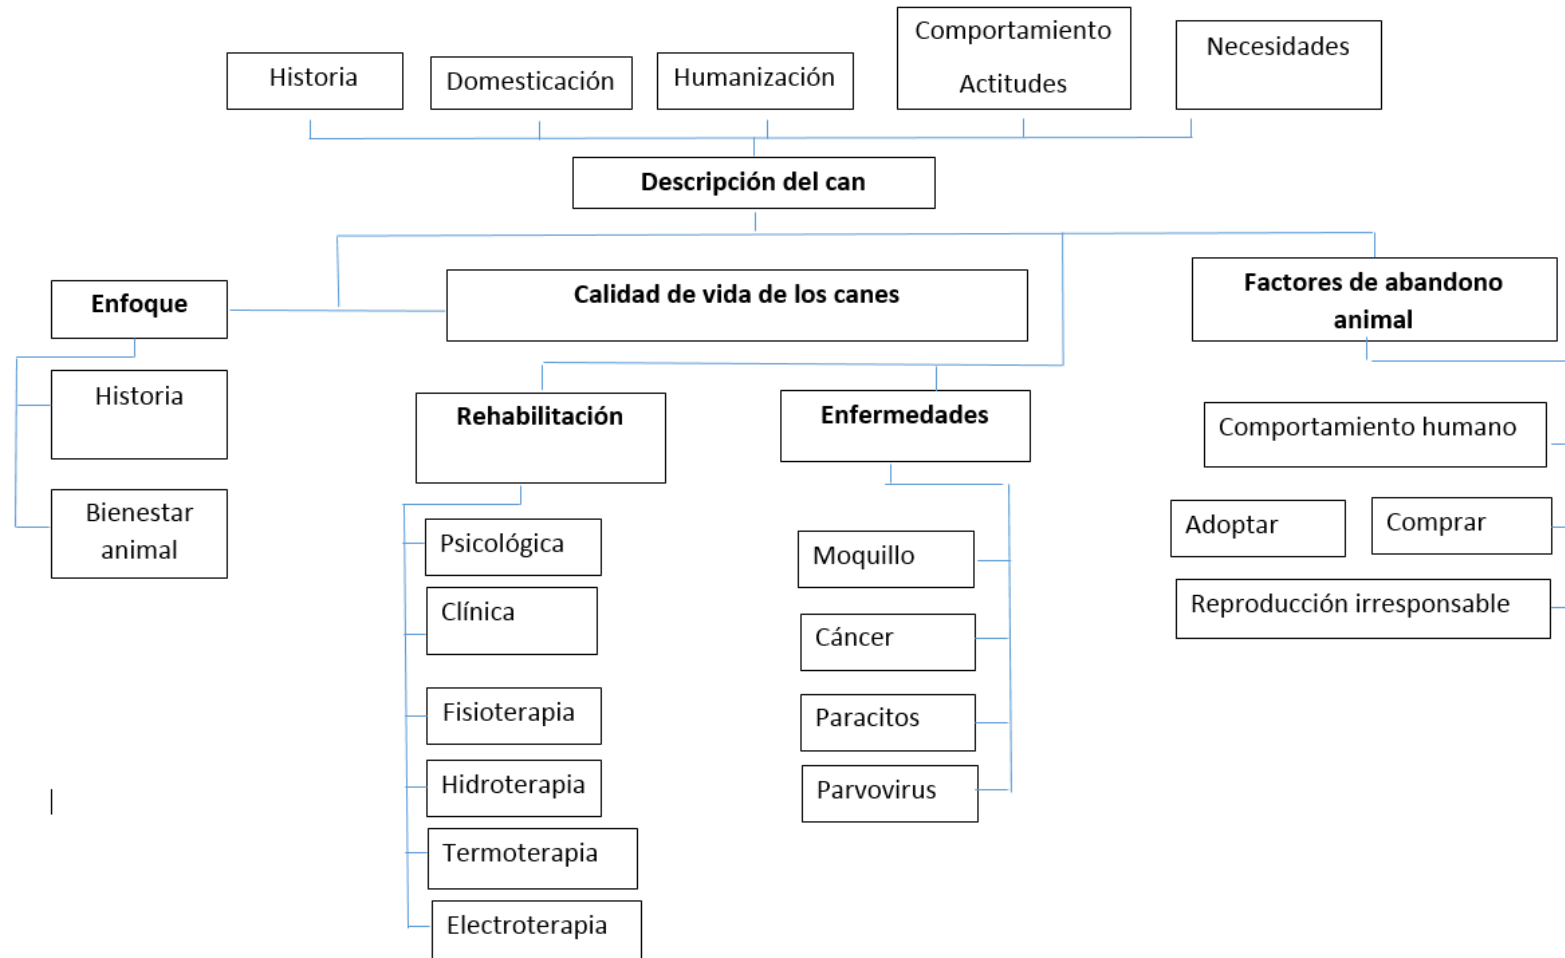 Historia
Domesticación
Humanización
Comportamiento
Actitudes
Necesidades
Descripción del can
Enfoque
Calidad de vida de los canes
Factores de abandono
animal
Historia
Bienestar
animal
Rehabilitación
Psicológica
Clínica
Fisioterapia
Hidroterapia
Termoterapia
Electroterapia
Enfermedades
Moquillo
Cáncer
Paracitos
Parvovirus
Comportamiento humano
Adoptar
Comprar
Reproducción irresponsable